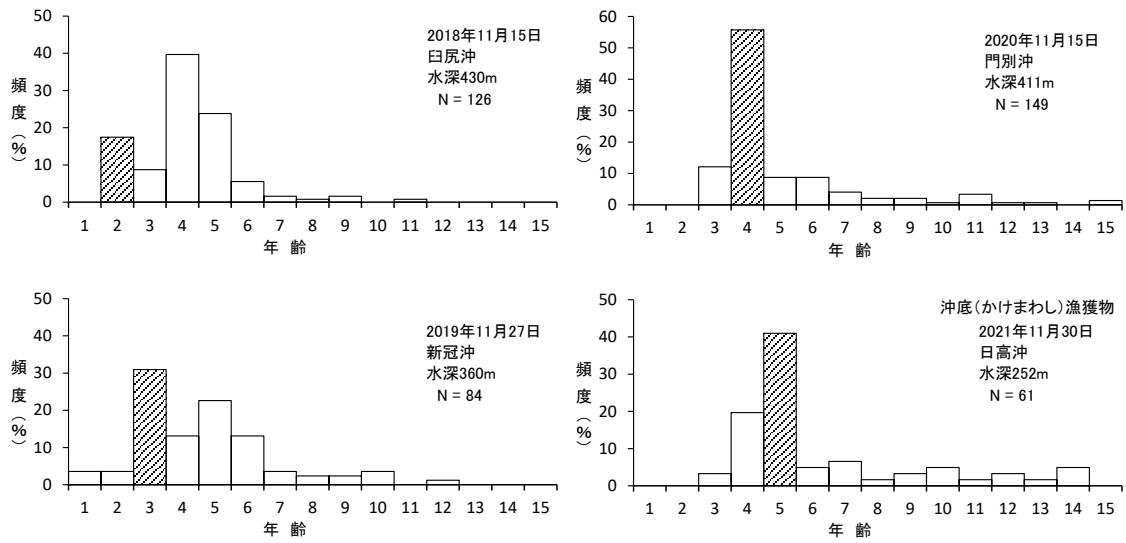 50
40
30
20
10
0
頻度(%)
1 2 3 4 5 6 7 8 9 10 11 12 13 14 15
年 齢
2018年11月15日
臼尻沖
水深430m
N = 126
60
50
40
30
20
10
0
頻度(%)
1 2 3 4 5 6 7 8 9 10 11 12 13 14 15
年 齢
2020年11月15日
門別沖
水深411m
N = 149
50
40
30
20
10
0
頻度(%)
1 2 3 4 5 6 7 8 9 10 11 12 13 14 15
年 齢
2019年11月27日
新冠沖
水深360m
N = 84
50
40
30
20
10
0
頻度(%)
1 2 3 4 5 6 7 8 9 10 11 12 13 14 15
年 齢
沖底(かけまわし)漁獲物
2021年11月30日
日高沖
水深252m
N = 61